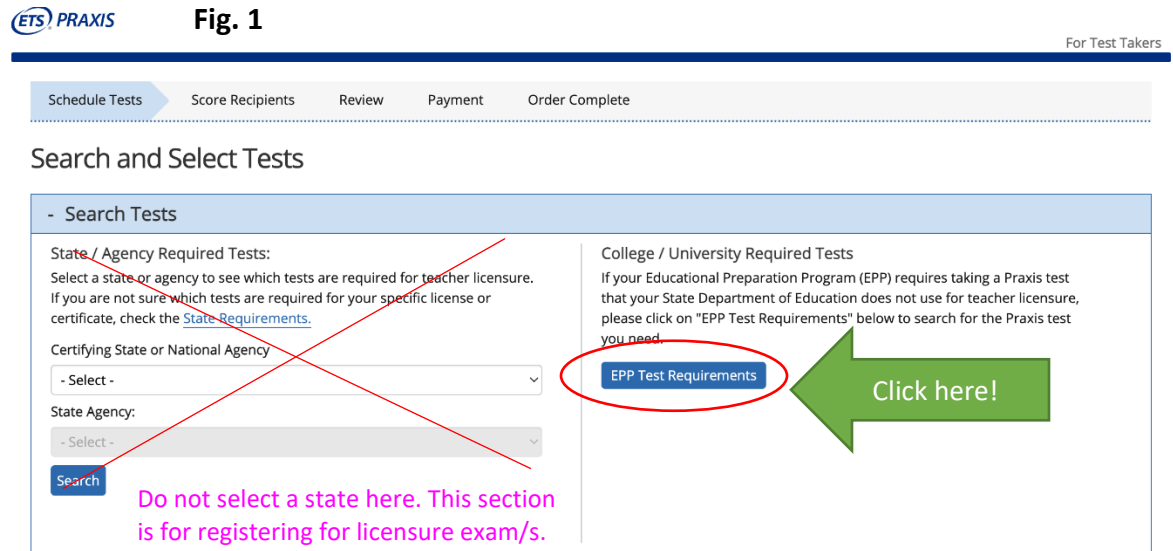 ETS PRAXIS
Fig. 1
For Test Takers
Schedule Tests Score Recipients Review Payment Order Complete
Search and Select Tests
- Search Tests
State / Agency Required Tests:
Select a state or agency to see which tests are required for teacher licensure.
If you are not sure which tests are required for your specific license or
certificate, check the State Requirements.
Certifying State or National Agency
- Select -
State Agency:
- Select -
Search
Do not select a state here. This section
is for registering for licensure exam/s.
College / University Required Tests
If your Educational Preparation Program (EPP) requires taking a Praxis test
that your State Department of Education does not use for teacher licensure,
please click on "EPP Test Requirements" below to search for the Praxis test
you need.
EPP Test Requirements
Click here!